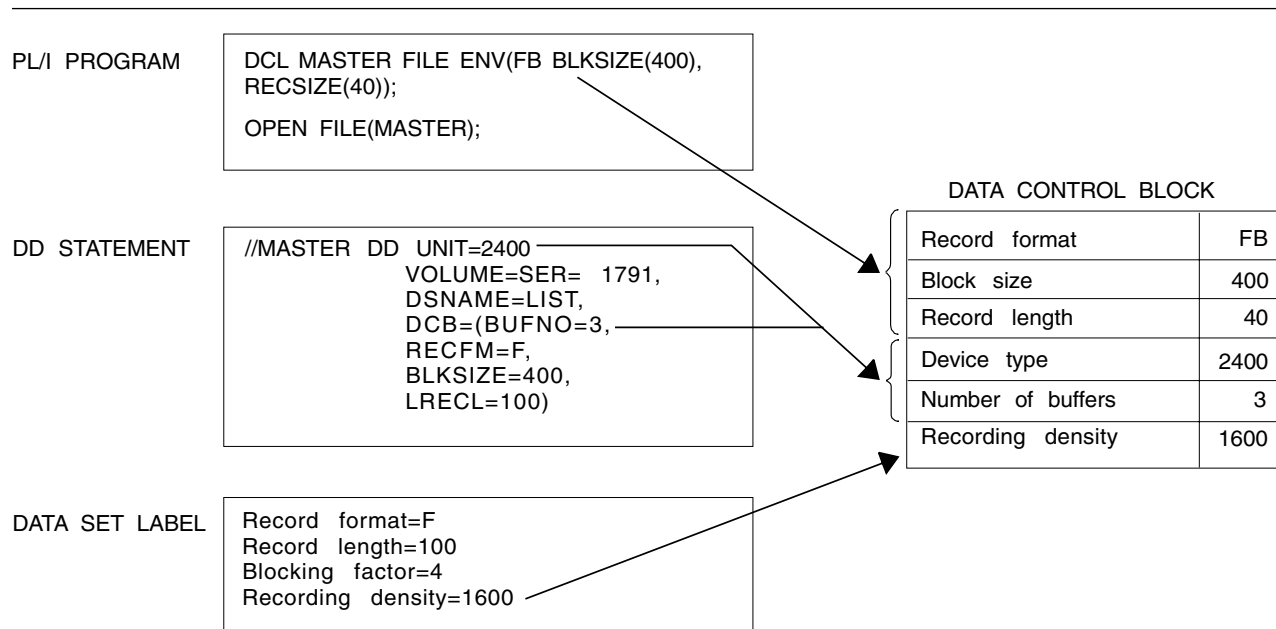 PL/I PROGRAM
DCL MASTER FILE ENV(FB BLKSIZE(400),
RECSIZE(40));
OPEN FILE(MASTER);
DD STATEMENT
//MASTER DD UNIT=2400
VOLUME=SER= 1791,
DSNAME=LIST,
DCB=(BUFNO=3,
RECFM=F,
BLKSIZE=400,
LRECL=100)
DATA SET LABEL
Record format=F
Record length=100
Blocking factor=4
Recording density=1600
DATA CONTROL BLOCK
Record format FB
Block size 400
Record length 40
Device type 2400
Number of buffers 3
Recording density 1600